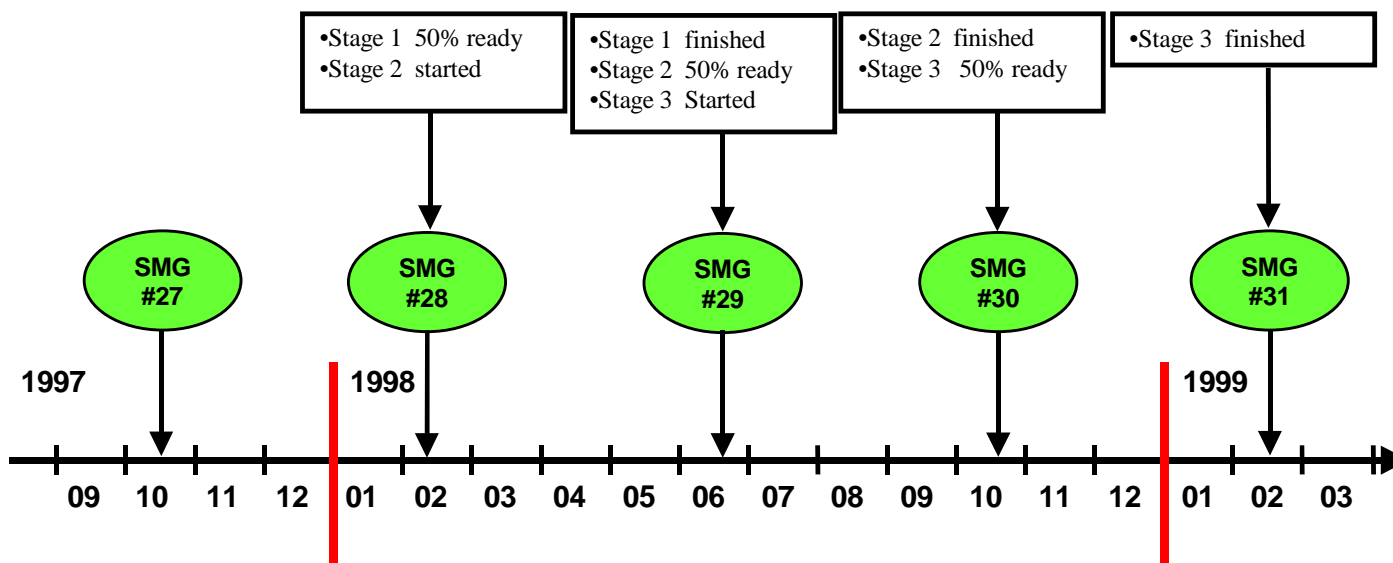 •Stage 1 50% ready
•Stage 2 started
•Stage 1 finished
•Stage 2 50% ready
•Stage 3 Started
•Stage 2 finished
•Stage 3 50% ready
•Stage 3 finished
SMG
#27
SMG
#28
SMG
#29
SMG
#30
SMG
#31
1997
1998
1999
09 10 11 12 01 02 03 04 05 06 07 08 09 10 11 12 01 02 03